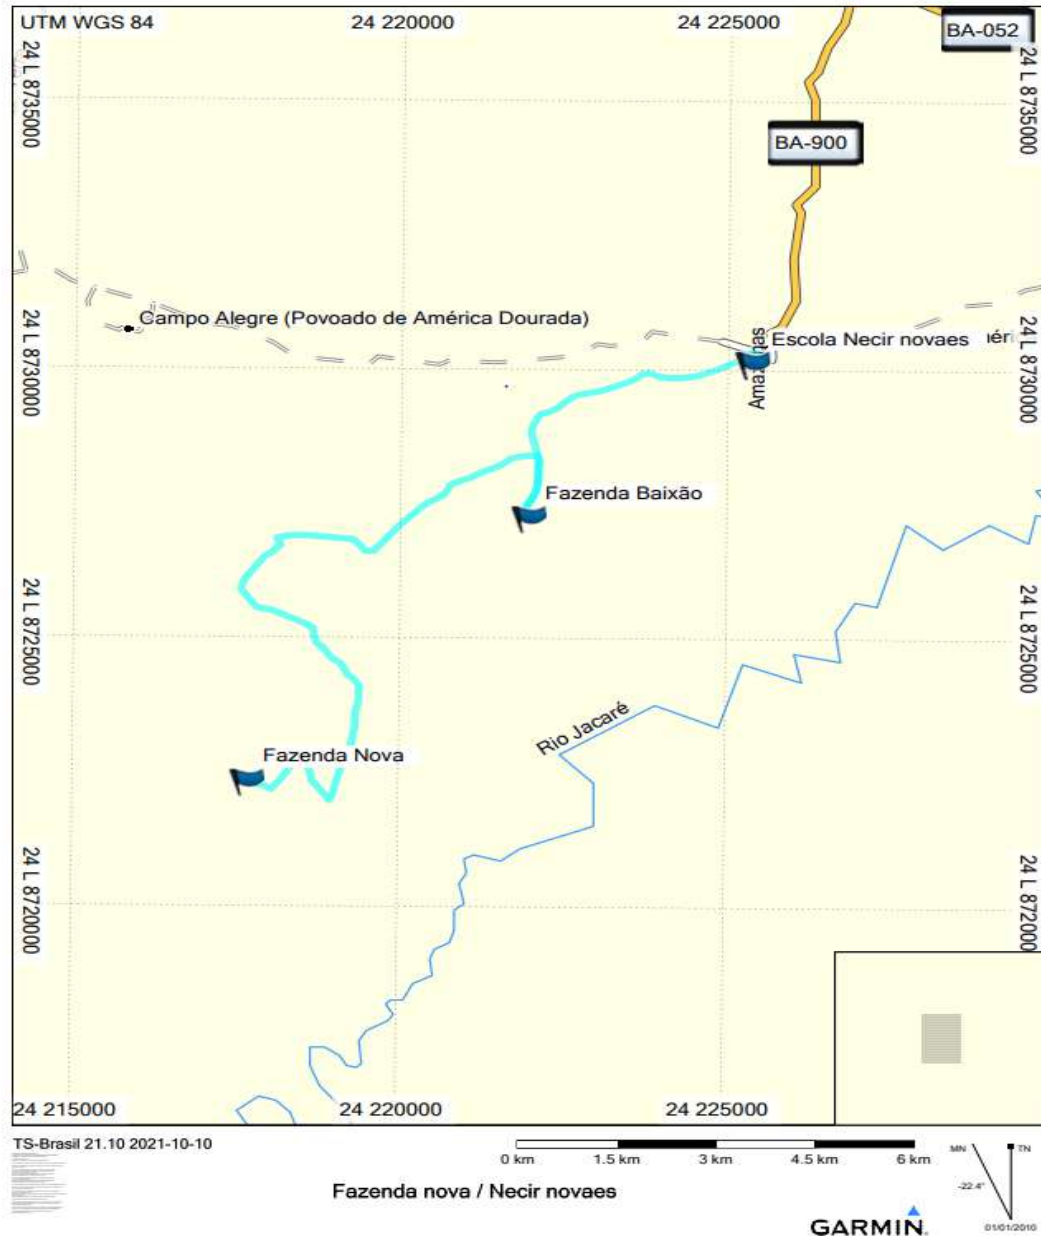 UTM WGS 84
24 220000
24 225000
BA-052
24 L 8735000
24 L 8735000
BA-900
Campo Alegre (Povoado de América Dourada)
Escola Necir novaes
24 L 8730000
24 L 8730000
Fazenda Baixão
24 L 8725000
24 L 8725000
Rio Jacaré
Fazenda Nova
24 L 8720000
24 L 872000
24 215000
24 220000
24 225000
TS-Brasil 21.10 2021-10-10
0 km 1.5 km 3 km 4.5 km 6 km
MN TN
-22.4°
Fazenda nova / Necir novaes
GARMIN.
01/01/2010